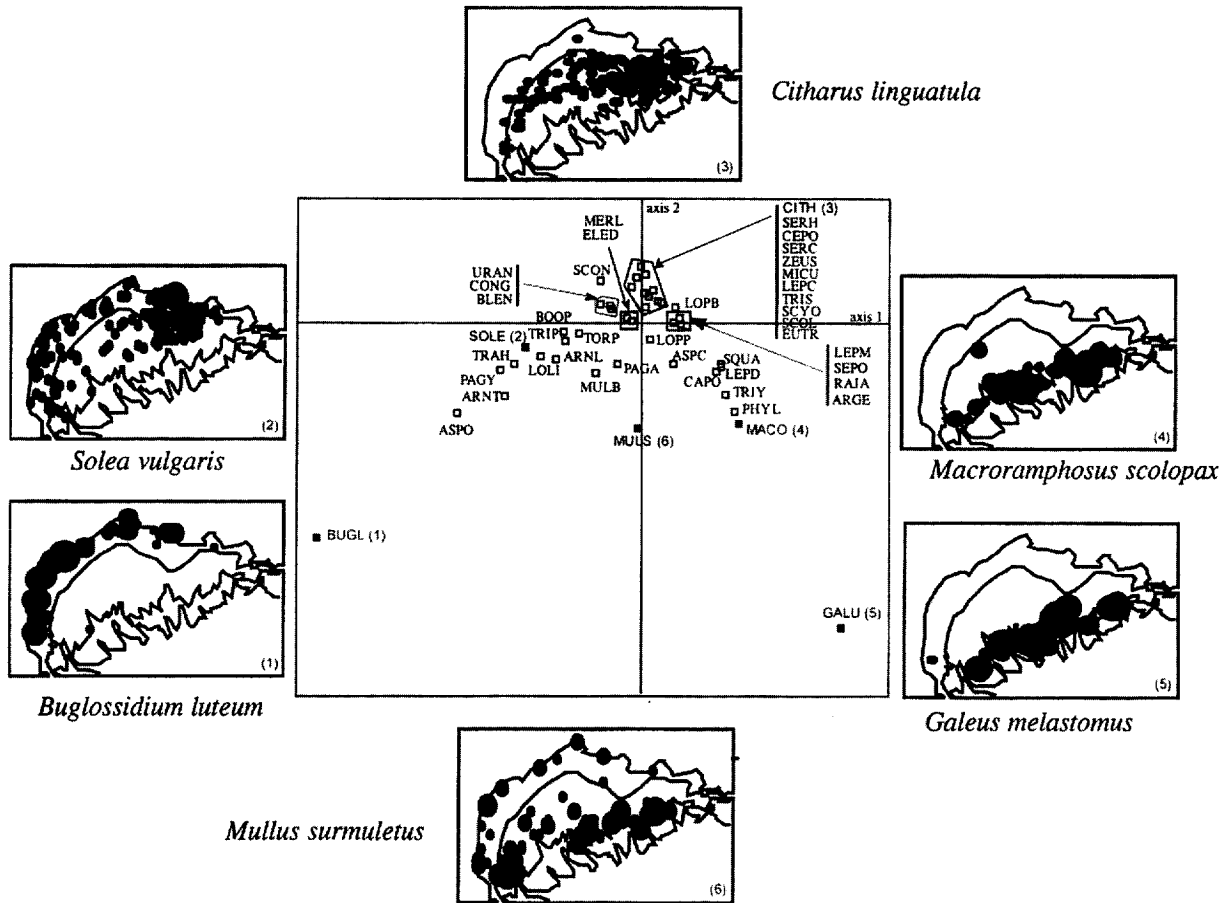 (3)
Citharus linguatula
axis 2
MERL
ELED
CITH (3)
SERH
CEPO
SERC
ZEUS
MICU
LEPC
TRIS
SCYO
EUTR
URAN
CONG
BLEN
SCON
LOPB
axis 1
BOOP
TRIP
TORP
LOPP
SOLE (2)
LEPM
SEPO
RAJA
ARGE
TRAH
LOLI
ARNL
PAGA
ASPC
SQUA
LEPD
CAPO
PAGY
MULB
ARNT
TRIY
PHYL
ASPO
MULS (6)
MACO (4)
(2)
Solea vulgaris
(4)
Macroramphosus scolopax
BUGL (1)
(1)
Buglossidium luteum
GALU (5)
(5)
Galeus melastomus
Mullus surmuletus
(6)